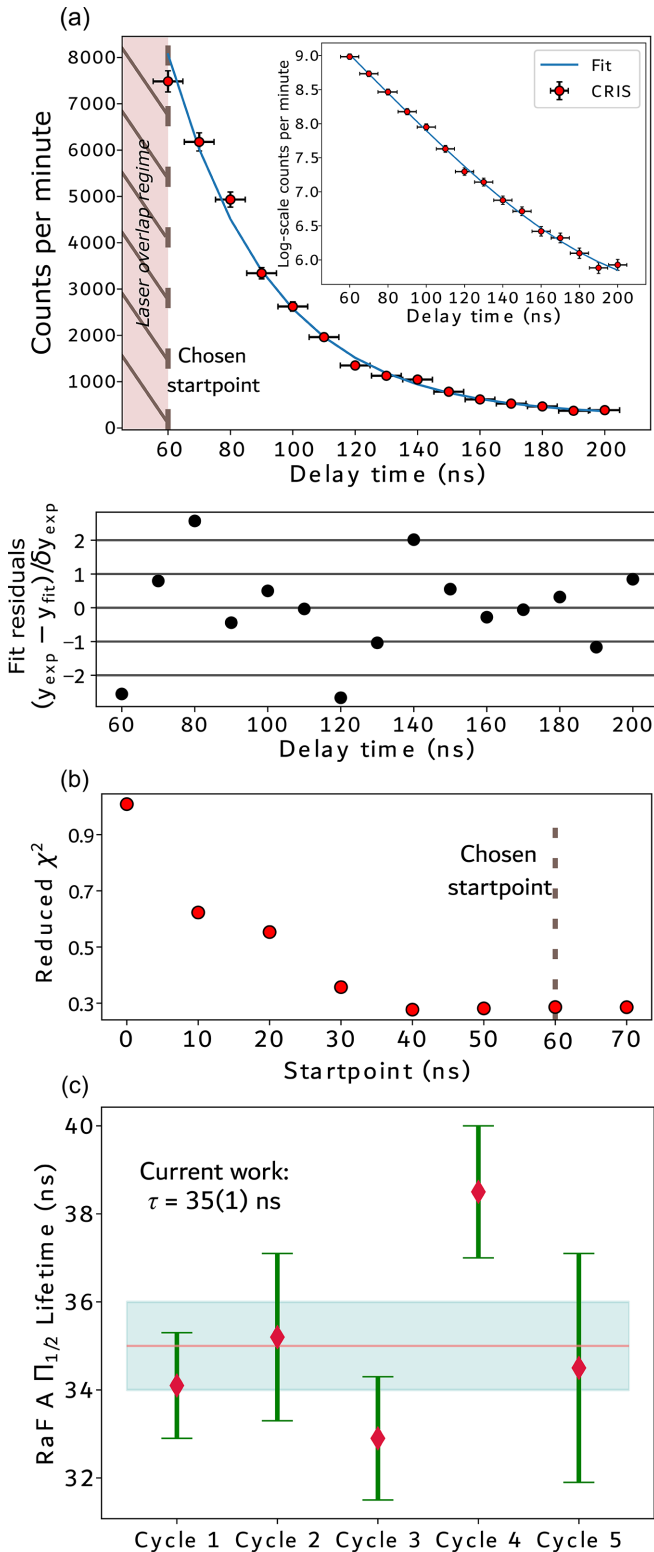 (a)
8000
7000
6000
5000
4000
3000
2000
1000
0
Counts per minute
Laser overlap regime
Chosen
startpoint
60 80 100 120 140 160 180 200
Delay time (ns)
9.0
8.5
8.0
7.5
7.0
6.5
6.0
Log-scale counts per minute
Fit
CRIS
60 80 100 120 140 160 180 200
Delay time (ns)
2
1
0
−1
−2
Fit residuals
(y_exp − y_fit)/δy_exp
60 80 100 120 140 160 180 200
Delay time (ns)
(b)
0.9
0.7
0.5
0.3
Reduced χ²
Chosen
startpoint
0 10 20 30 40 50 60 70
Startpoint (ns)
(c)
40
38
36
34
32
RaF A Π₁/₂ Lifetime (ns)
Current work:
τ = 35(1) ns
Cycle 1 Cycle 2 Cycle 3 Cycle 4 Cycle 5